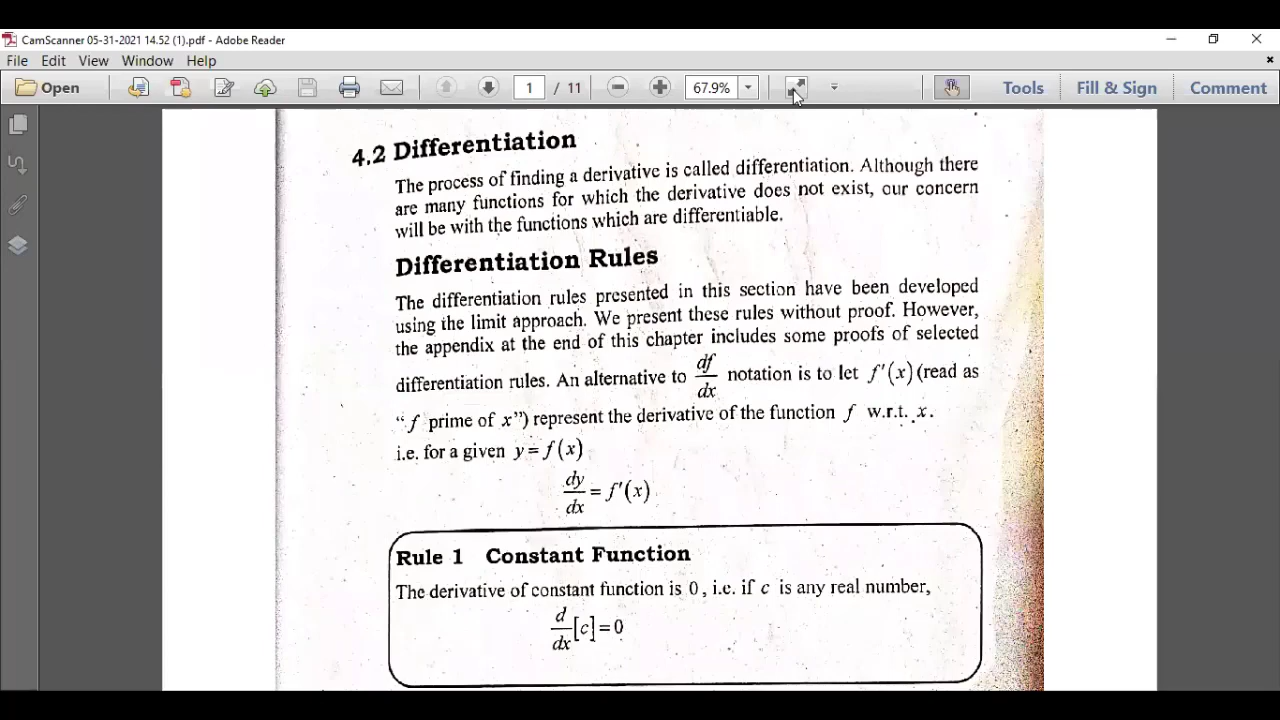 CamScanner 05-31-2021 14.52 (1).pdf - Adobe Reader
File Edit View Window Help
Open 1 / 11 67.9% Tools Fill & Sign Comment
4.2 Differentiation
The process of finding a derivative is called differentiation. Although there
are many functions for which the derivative does not exist, our concern
will be with the functions which are differentiable.
Differentiation Rules
The differentiation rules presented in this section have been developed
using the limit approach. We present these rules without proof. However,
the appendix at the end of this chapter includes some proofs of selected
differentiation rules. An alternative to df/dx notation is to let f'(x) (read as
“f prime of x”) represent the derivative of the function f w.r.t. x.
i.e. for a given y = f(x)
dy/dx = f'(x)
Rule 1 Constant Function
The derivative of constant function is 0, i.e. if c is any real number,
d/dx [c] = 0